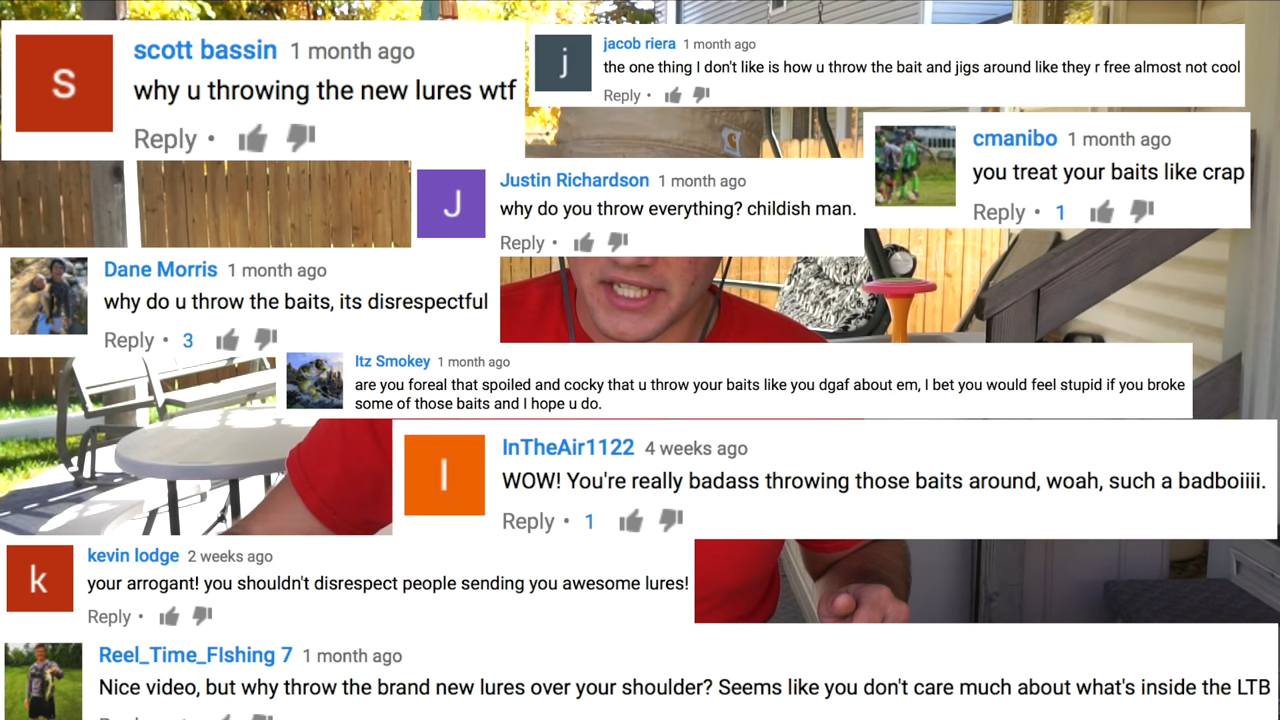 S
scott bassin 1 month ago
why u throwing the new lures wtf
Reply •
j
jacob riera 1 month ago
the one thing I don't like is how u throw the bait and jigs around like they r free almost not cool
Reply •
cmanibo 1 month ago
you treat your baits like crap
Reply • 1
J
Justin Richardson 1 month ago
why do you throw everything? childish man.
Reply •
Dane Morris 1 month ago
why do u throw the baits, its disrespectful
Reply • 3
Itz Smokey 1 month ago
are you foreal that spoiled and cocky that u throw your baits like you dgaf about em, I bet you would feel stupid if you broke
some of those baits and I hope u do.
I
InTheAir1122 4 weeks ago
WOW! You're really badass throwing those baits around, woah, such a badboiiii.
Reply • 1
k
kevin lodge 2 weeks ago
your arrogant! you shouldn't disrespect people sending you awesome lures!
Reply •
Reel_Time_FIshing 7 1 month ago
Nice video, but why throw the brand new lures over your shoulder? Seems like you don't care much about what's inside the LTB